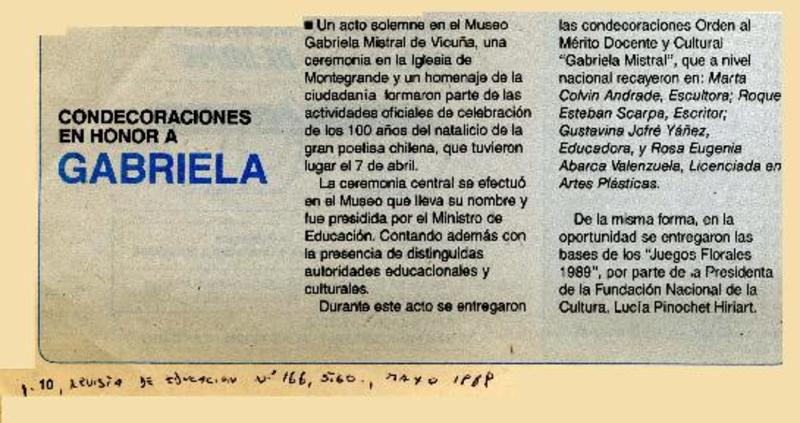 CONDECORACIONES
EN HONOR A
GABRIELA
■ Un acto solemne en el Museo
Gabriela Mistral de Vicuña, una
ceremonia en la Iglesia de
Montegrande y un homenaje de la
ciudadanía formaron parte de las
actividades oficiales de celebración
de los 100 años del natalicio de la
gran poetisa chilena, que tuvieron
lugar el 7 de abril.
La ceremonia central se efectuó
en el Museo que lleva su nombre y
fue presidida por el Ministro de
Educación. Contando además con
la presencia de distinguidas
autoridades educacionales y
culturales.
Durante este acto se entregaron
las condecoraciones Orden al
Mérito Docente y Cultural
"Gabriela Mistral", que a nivel
nacional recayeron en: Marta
Colvin Andrade, Escultora; Roque
Esteban Scarpa, Escritor;
Gustavina Jofré Yáñez,
Educadora, y Rosa Eugenia
Abarca Valenzuela, Licenciada en
Artes Plásticas.
De la misma forma, en la
oportunidad se entregaron las
bases de los "Juegos Florales
1989", por parte de la Presidenta
de la Fundación Nacional de la
Cultura, Lucía Pinochet Hiriart.
p. 10, REVISTA DE EDUCACION Nº 166, STGO., MAYO 1989